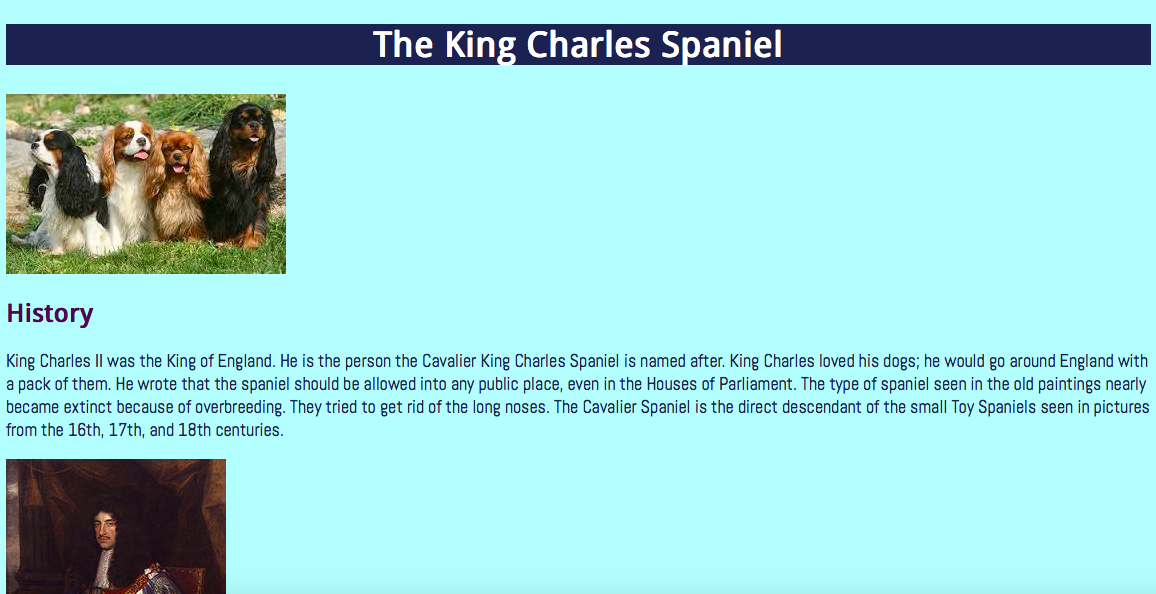 The King Charles Spaniel
History
King Charles II was the King of England. He is the person the Cavalier King Charles Spaniel is named after. King Charles loved his dogs; he would go around England with
a pack of them. He wrote that the spaniel should be allowed into any public place, even in the Houses of Parliament. The type of spaniel seen in the old paintings nearly
became extinct because of overbreeding. They tried to get rid of the long noses. The Cavalier Spaniel is the direct descendant of the small Toy Spaniels seen in pictures
from the 16th, 17th, and 18th centuries.